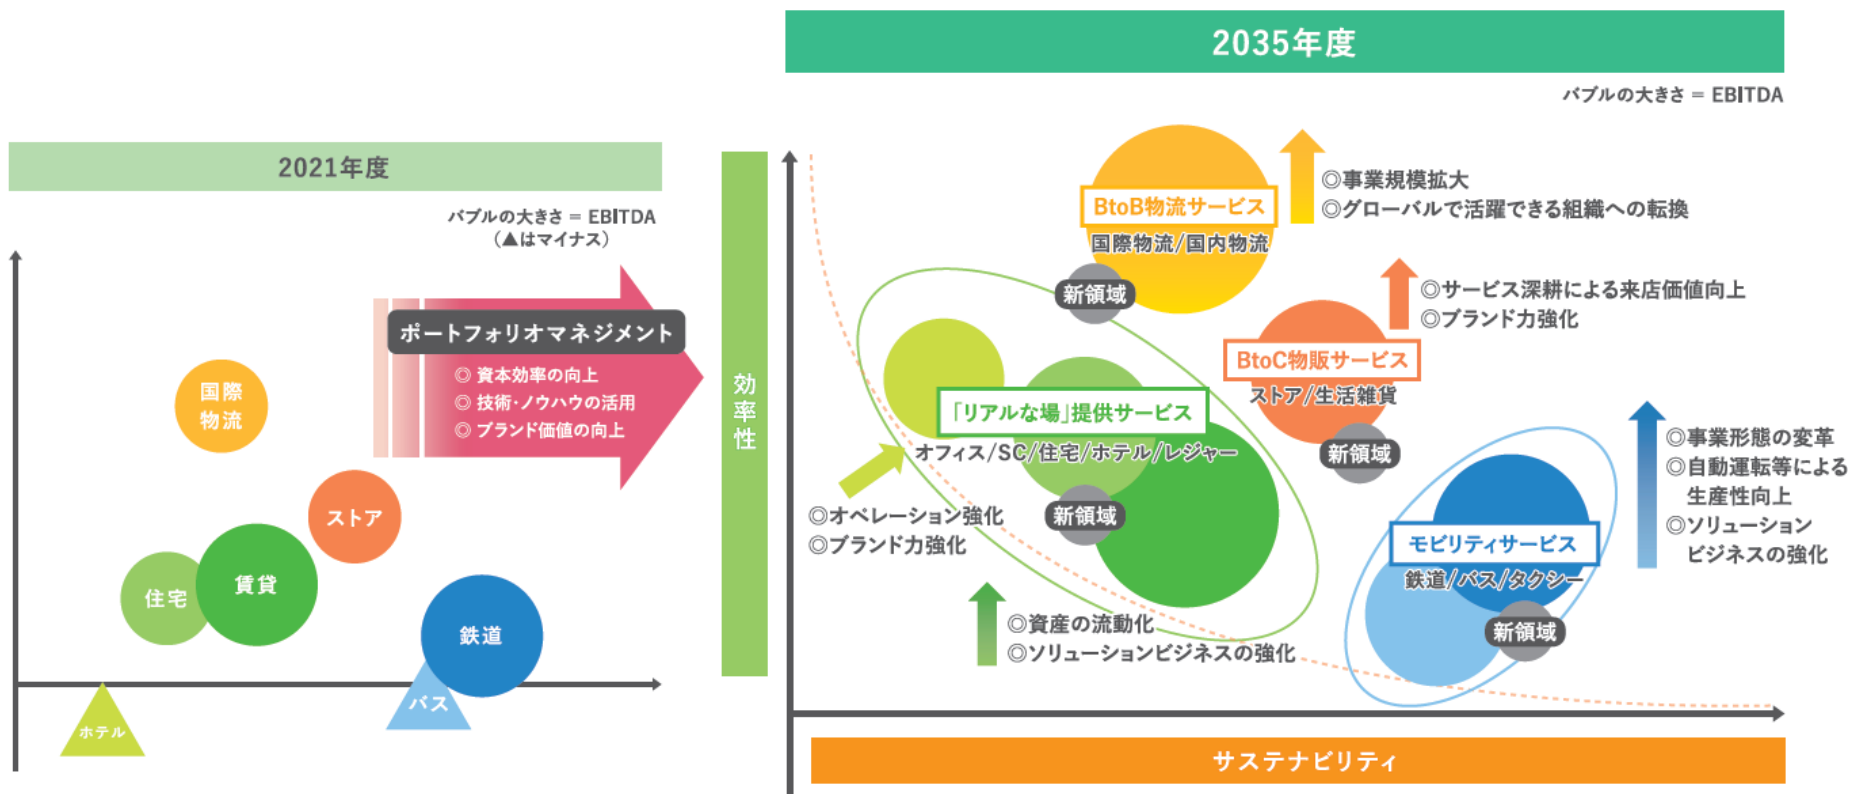 2021年度
バブルの大きさ = EBITDA
（▲はマイナス）
国際
物流
ストア
住宅
賃貸
鉄道
バス
ホテル
ポートフォリオマネジメント
◎ 資本効率の向上
◎ 技術・ノウハウの活用
◎ ブランド価値の向上
効率性
2035年度
バブルの大きさ = EBITDA
BtoB物流サービス
国際物流/国内物流
◎事業規模拡大
◎グローバルで活躍できる組織への転換
新領域
◎サービス深耕による来店価値向上
◎ブランド力強化
BtoC物販サービス
ストア/生活雑貨
新領域
「リアルな場」提供サービス
オフィス/SC/住宅/ホテル/レジャー
新領域
◎オペレーション強化
◎ブランド力強化
◎資産の流動化
◎ソリューションビジネスの強化
◎事業形態の変革
◎自動運転等による
生産性向上
◎ソリューション
ビジネスの強化
モビリティサービス
鉄道/バス/タクシー
新領域
サステナビリティ